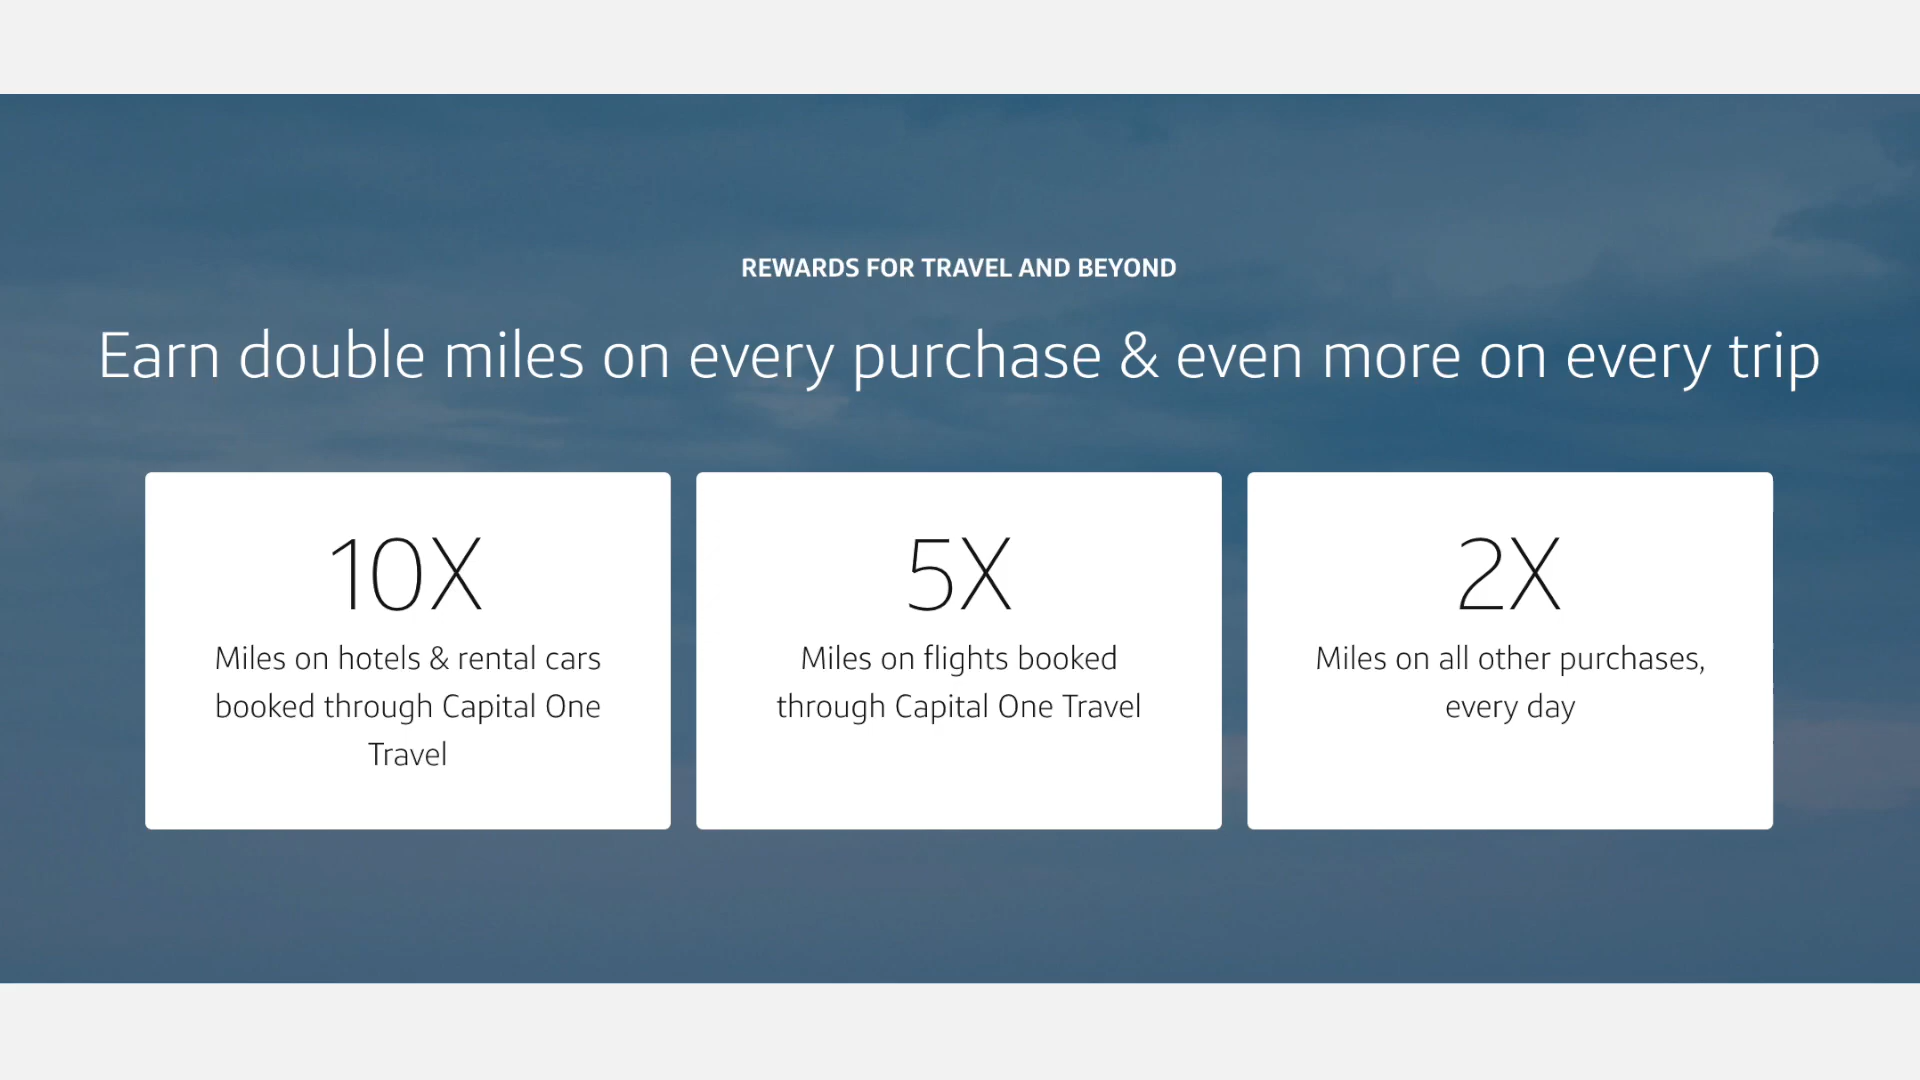 REWARDS FOR TRAVEL AND BEYOND
Earn double miles on every purchase & even more on every trip
10X
Miles on hotels & rental cars
booked through Capital One
Travel
5X
Miles on flights booked
through Capital One Travel
2X
Miles on all other purchases,
every day